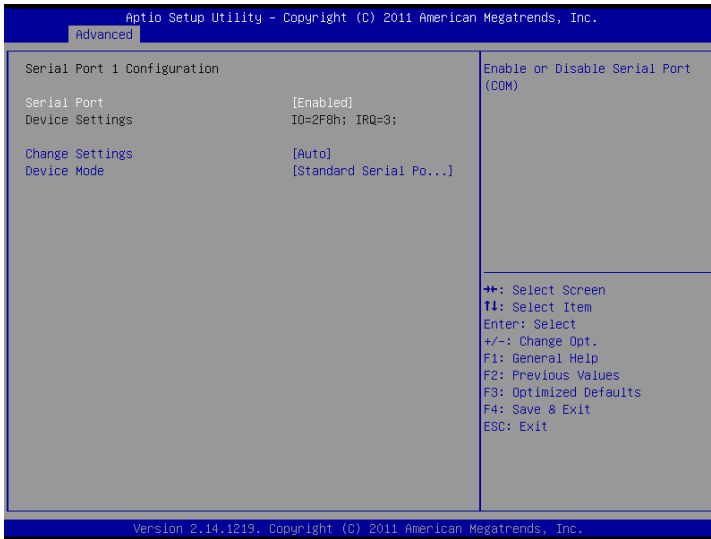 Aptio Setup Utility – Copyright (C) 2011 American Megatrends, Inc.
Advanced
Serial Port 1 Configuration
Serial Port [Enabled]
Device Settings IO=2F8h; IRQ=3;
Change Settings [Auto]
Device Mode [Standard Serial Po...]
Enable or Disable Serial Port
(COM)
→←: Select Screen
↑↓: Select Item
Enter: Select
+/-: Change Opt.
F1: General Help
F2: Previous Values
F3: Optimized Defaults
F4: Save & Exit
ESC: Exit
Version 2.14.1219. Copyright (C) 2011 American Megatrends, Inc.